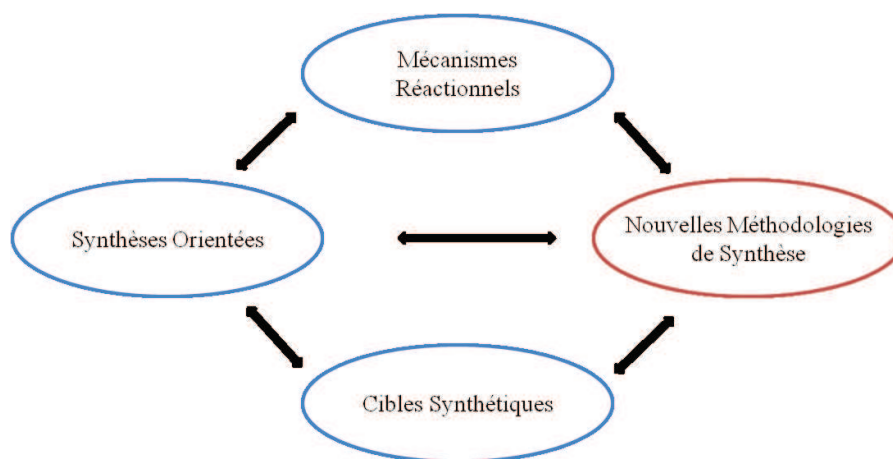 Mécanismes
Réactionnels
Synthèses Orientées
Nouvelles Méthodologies
de Synthèse
Cibles Synthétiques